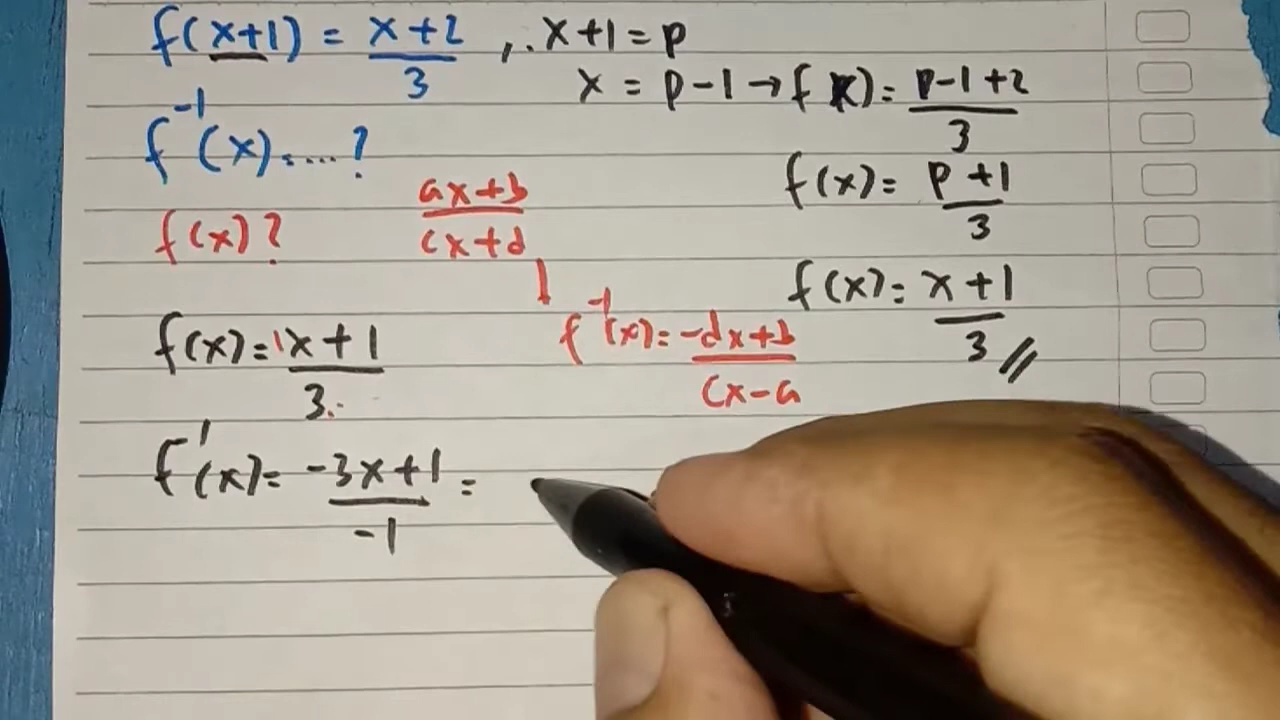 f(x+1) = x+2/3 , . x+1 = p
x = p-1 → f(x) = p-1+2/3
f⁻¹(x) = ....?
f(x) = p+1/3
f(x)? ax+b/cx+d
f(x) = x+1/3 //
f(x) = 1x+1/3
f⁻¹(x) = -dx+b/cx-a
f⁻¹(x) = -3x+1/-1 =